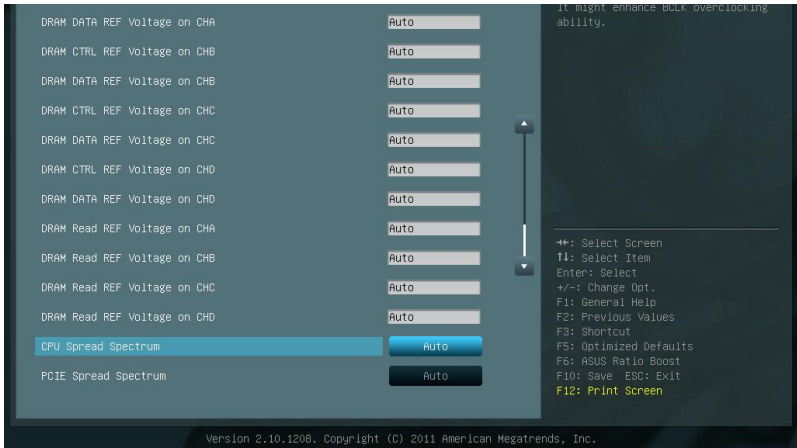 DRAM DATA REF Voltage on CHA Auto
DRAM CTRL REF Voltage on CHB Auto
DRAM DATA REF Voltage on CHB Auto
DRAM CTRL REF Voltage on CHC Auto
DRAM DATA REF Voltage on CHC Auto
DRAM CTRL REF Voltage on CHD Auto
DRAM DATA REF Voltage on CHD Auto
DRAM Read REF Voltage on CHA Auto
DRAM Read REF Voltage on CHB Auto
DRAM Read REF Voltage on CHC Auto
DRAM Read REF Voltage on CHD Auto
CPU Spread Spectrum Auto
PCIE Spread Spectrum Auto
It might enhance BCLK overclocking
ability.
→←: Select Screen
↑↓: Select Item
Enter: Select
+/-: Change Opt.
F1: General Help
F2: Previous Values
F3: Shortcut
F5: Optimized Defaults
F6: ASUS Ratio Boost
F10: Save ESC: Exit
F12: Print Screen
Version 2.10.1208. Copyright (C) 2011 American Megatrends, Inc.